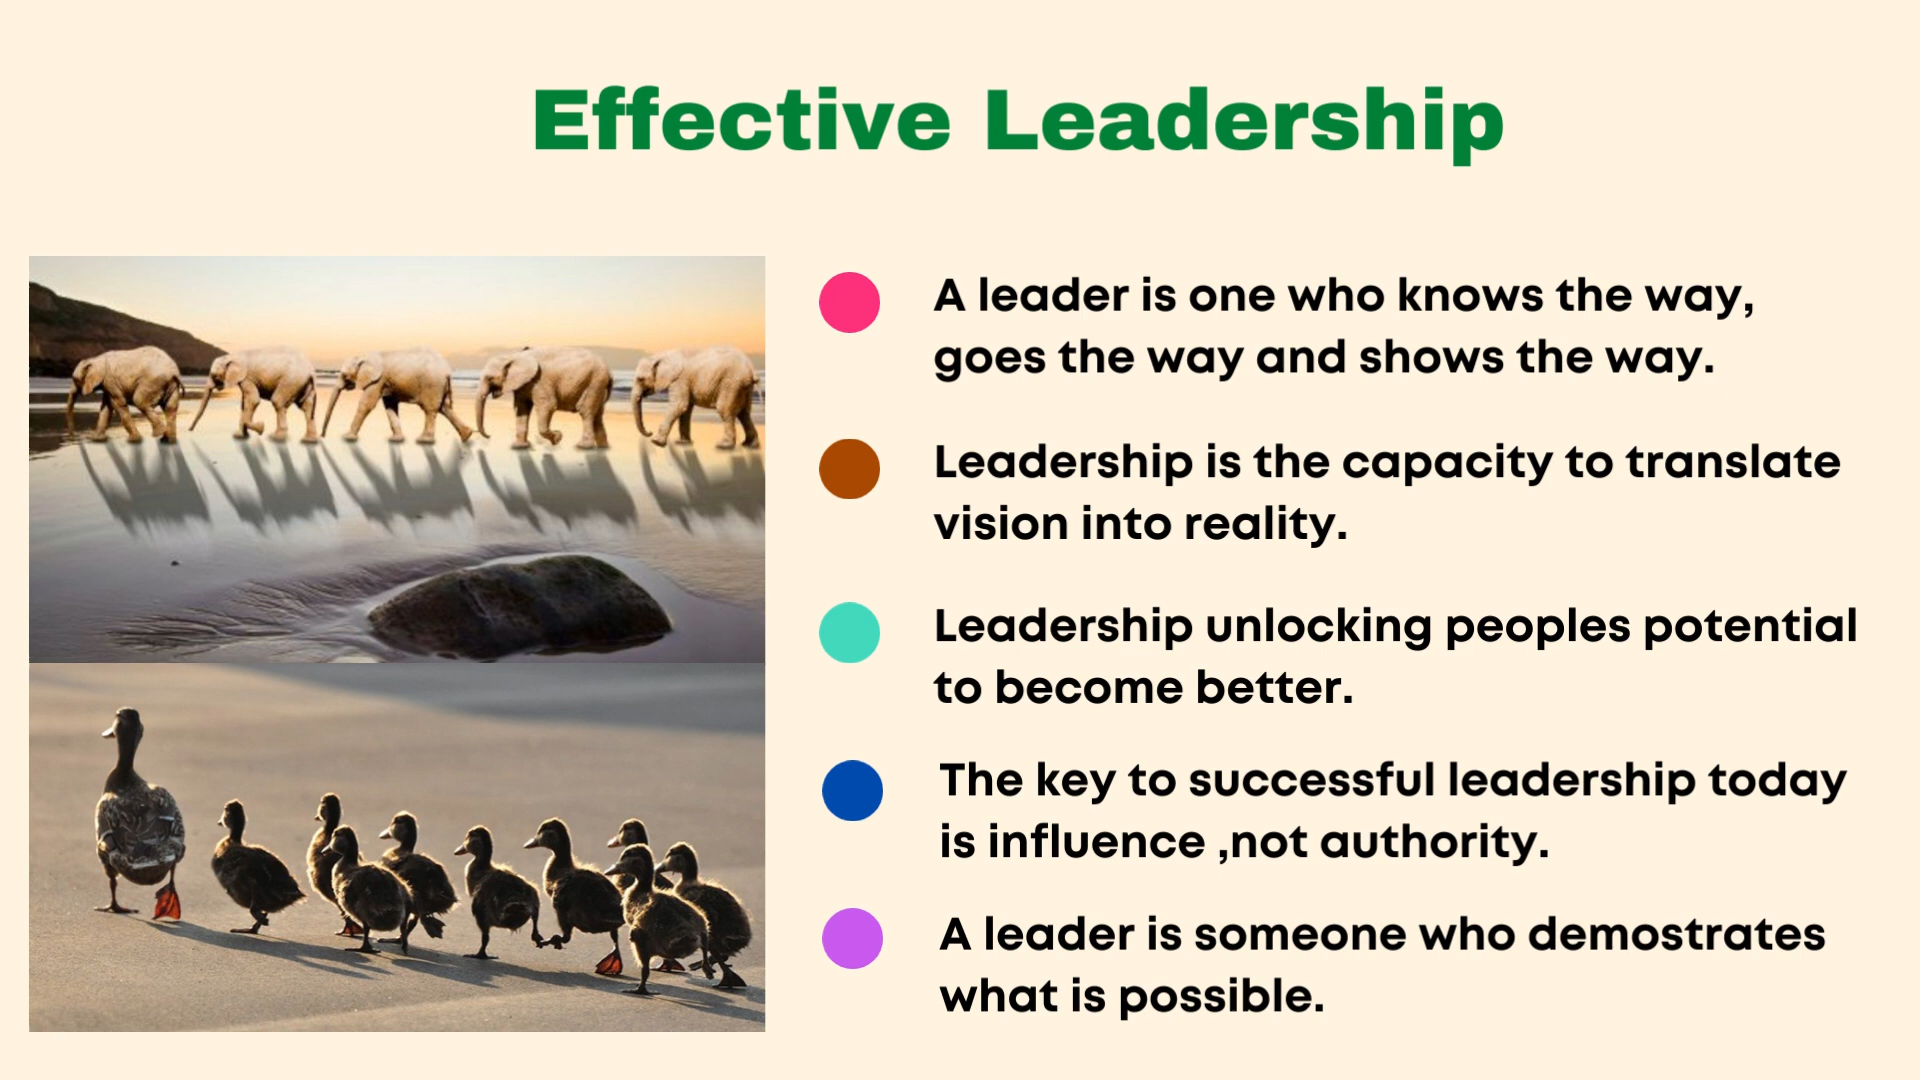 Effective Leadership
A leader is one who knows the way,
goes the way and shows the way.
Leadership is the capacity to translate
vision into reality.
Leadership unlocking peoples potential
to become better.
The key to successful leadership today
is influence ,not authority.
A leader is someone who demostrates
what is possible.